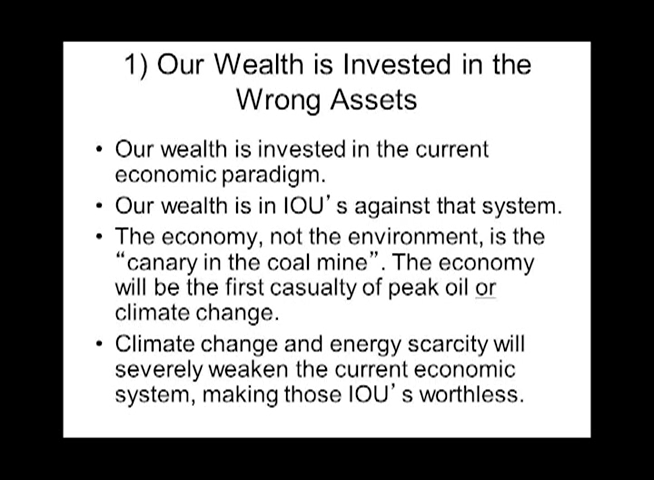 1) Our Wealth is Invested in the
Wrong Assets
• Our wealth is invested in the current
economic paradigm.
• Our wealth is in IOU’s against that system.
• The economy, not the environment, is the
“canary in the coal mine”. The economy
will be the first casualty of peak oil or
climate change.
• Climate change and energy scarcity will
severely weaken the current economic
system, making those IOU’s worthless.